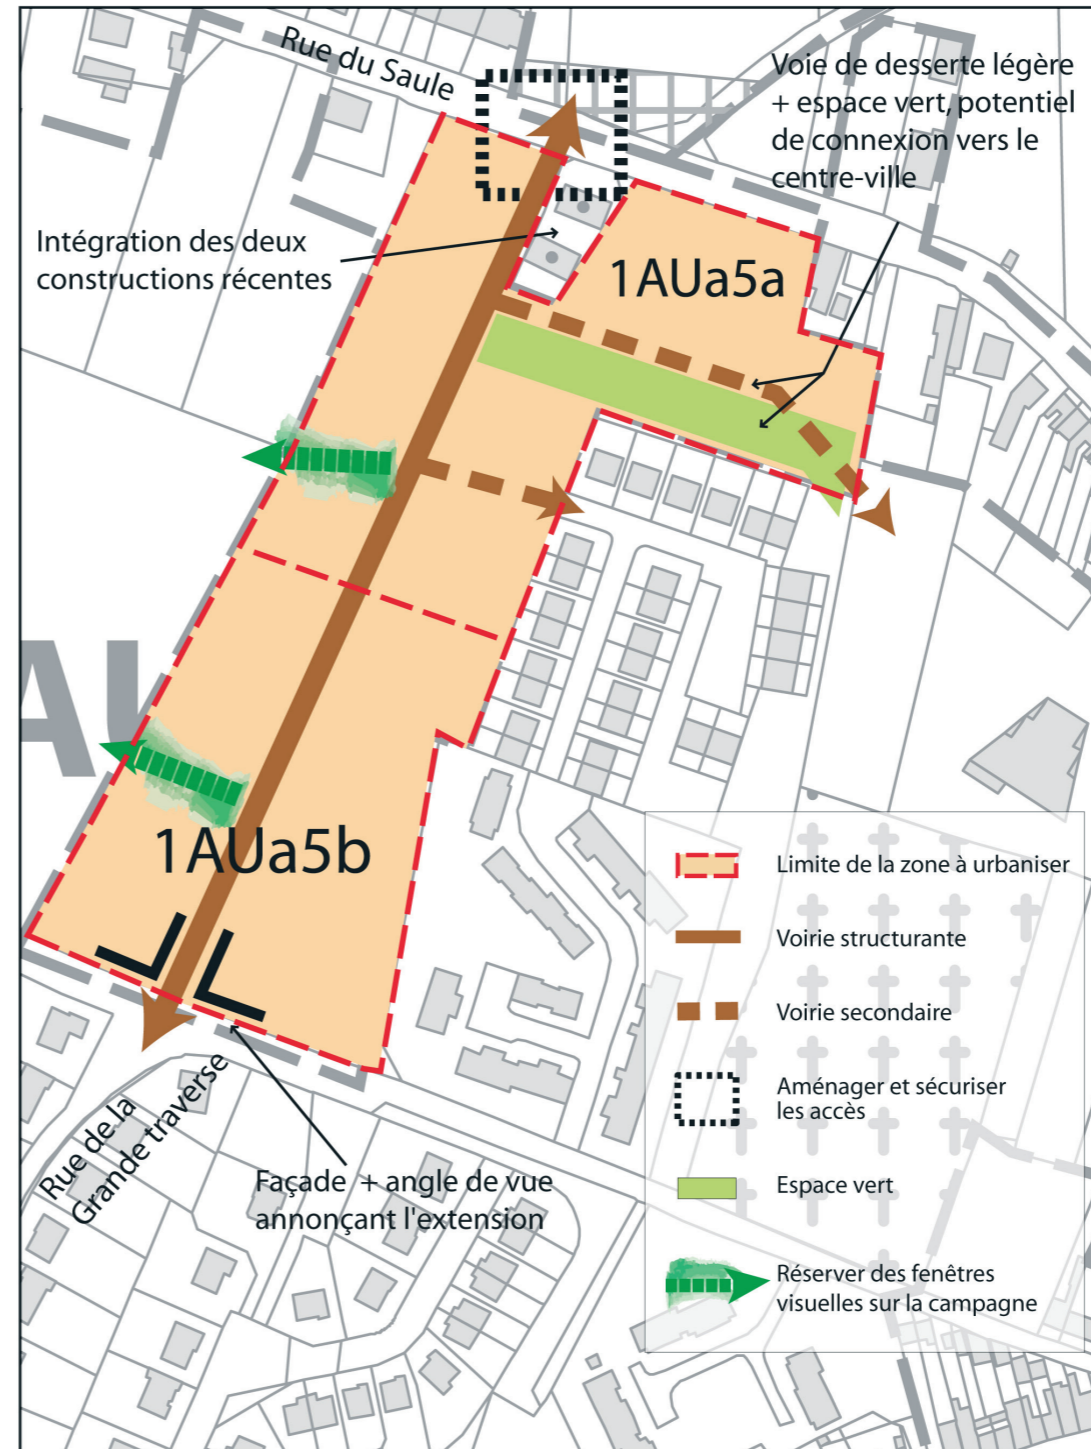 Rue du Saule
Voie de desserte légère
+ espace vert, potentiel
de connexion vers le
centre-ville
Intégration des deux
constructions récentes
1AUa5a
AU
1AUa5b
Rue de la
Grande traverse
Façade + angle de vue
annonçant l'extension
Limite de la zone à urbaniser
Voirie structurante
Voirie secondaire
Aménager et sécuriser
les accès
Espace vert
Réserver des fenêtres
visuelles sur la campagne